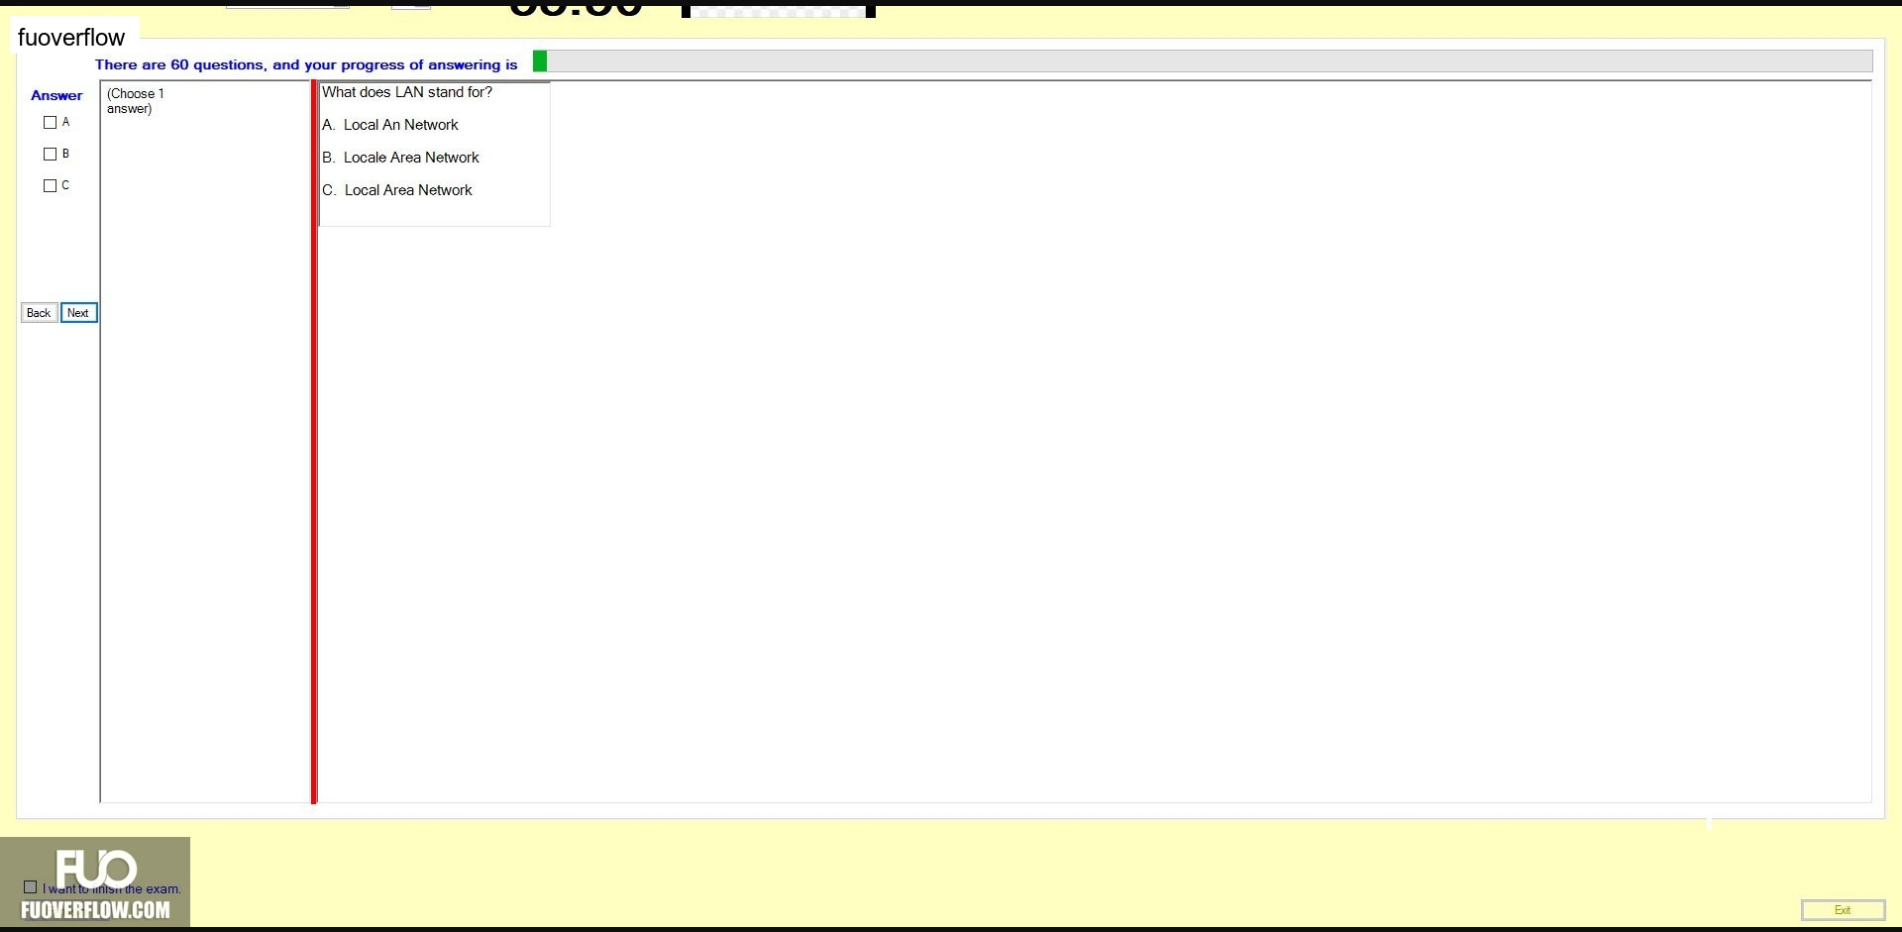 fuoverflow
There are 60 questions, and your progress of answering is
Answer
(Choose 1
answer)
A
B
C
What does LAN stand for?
A. Local An Network
B. Locale Area Network
C. Local Area Network
Back
Next
FUO
I want to finish the exam.
FUOVERFLOW.COM
Exit